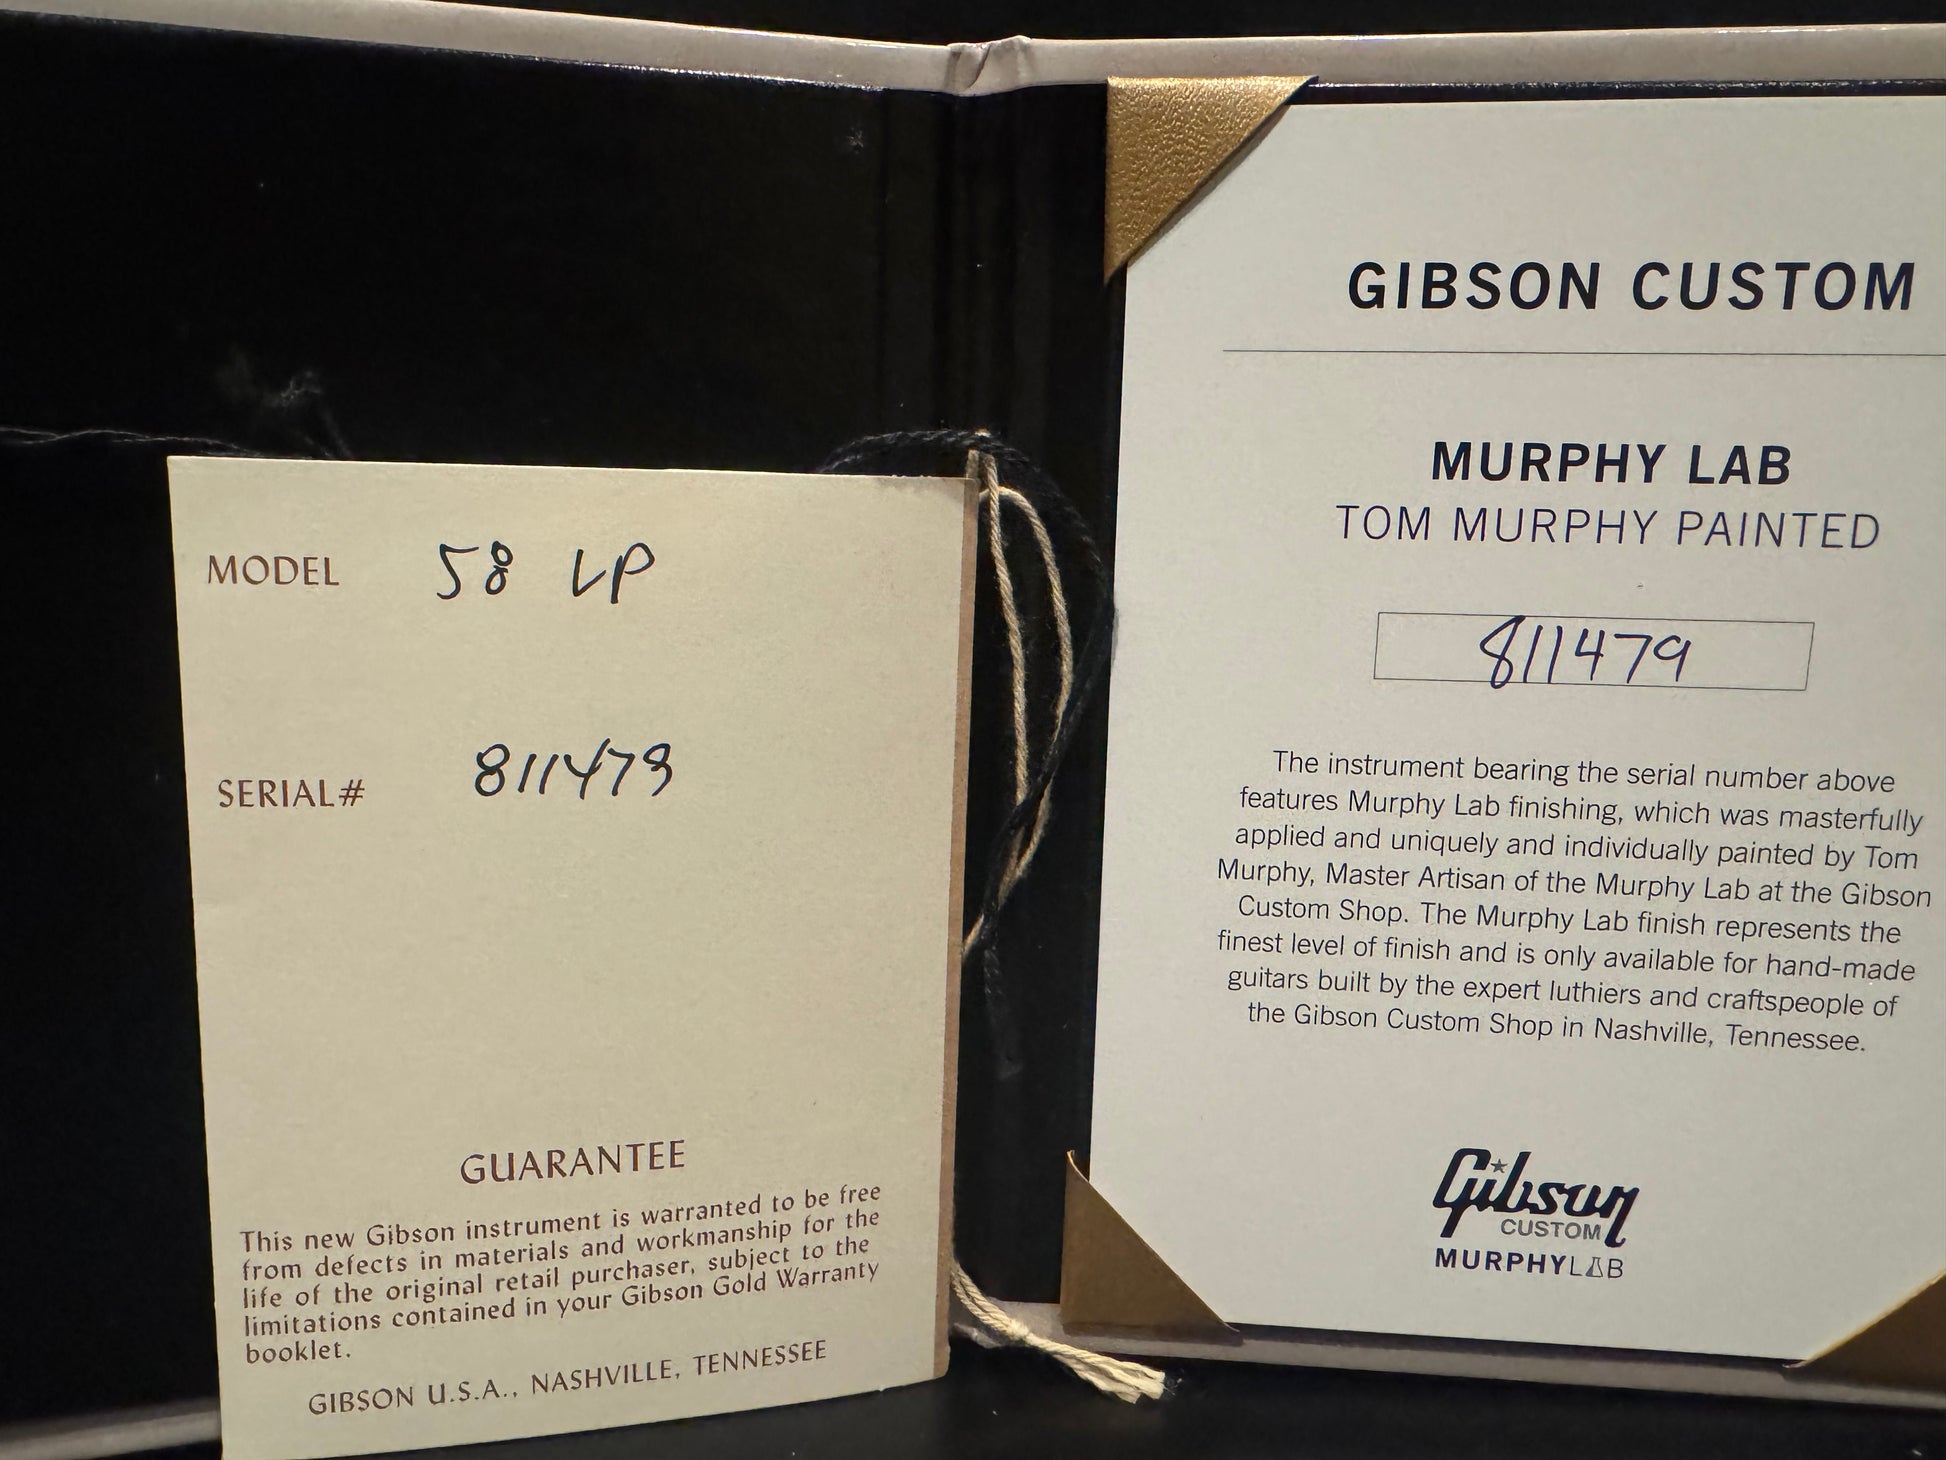 MODEL 58 LP
SERIAL# 811479
GUARANTEE
This new Gibson instrument is warranted to be free
from defects in materials and workmanship for the
life of the original retail purchaser, subject to the
limitations contained in your Gibson Gold Warranty
booklet.
GIBSON U.S.A., NASHVILLE, TENNESSEE
GIBSON CUSTOM
MURPHY LAB
TOM MURPHY PAINTED
811479
The instrument bearing the serial number above
features Murphy Lab finishing, which was masterfully
applied and uniquely and individually painted by Tom
Murphy, Master Artisan of the Murphy Lab at the Gibson
Custom Shop. The Murphy Lab finish represents the
finest level of finish and is only available for hand-made
guitars built by the expert luthiers and craftspeople of
the Gibson Custom Shop in Nashville, Tennessee.
Gibson
CUSTOM
MURPHYLAB